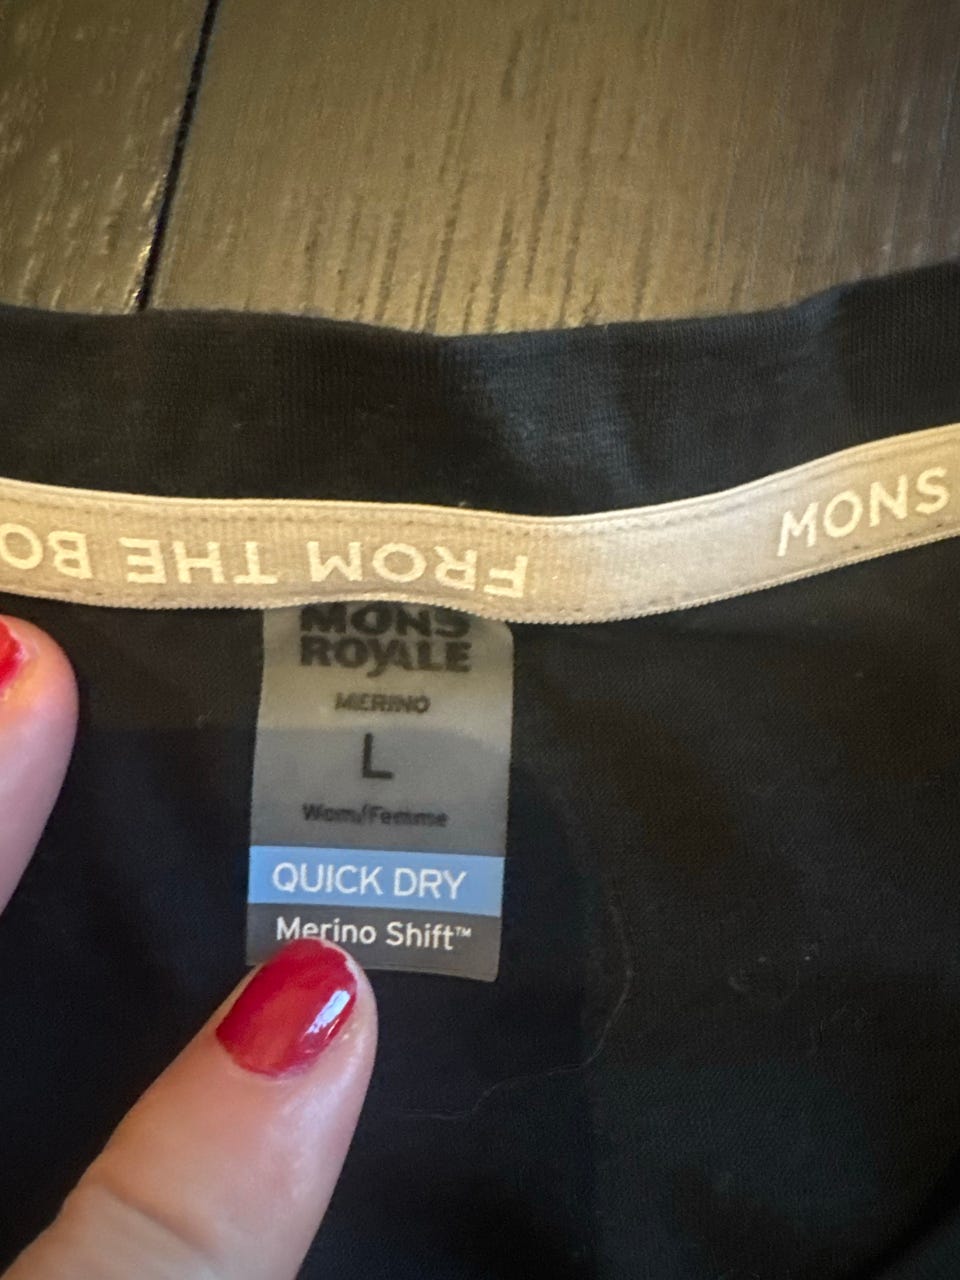 FROM THE BO
MONS
MONS
ROYALE
MERINO
L
Wom/Femme
QUICK DRY
Merino Shift™